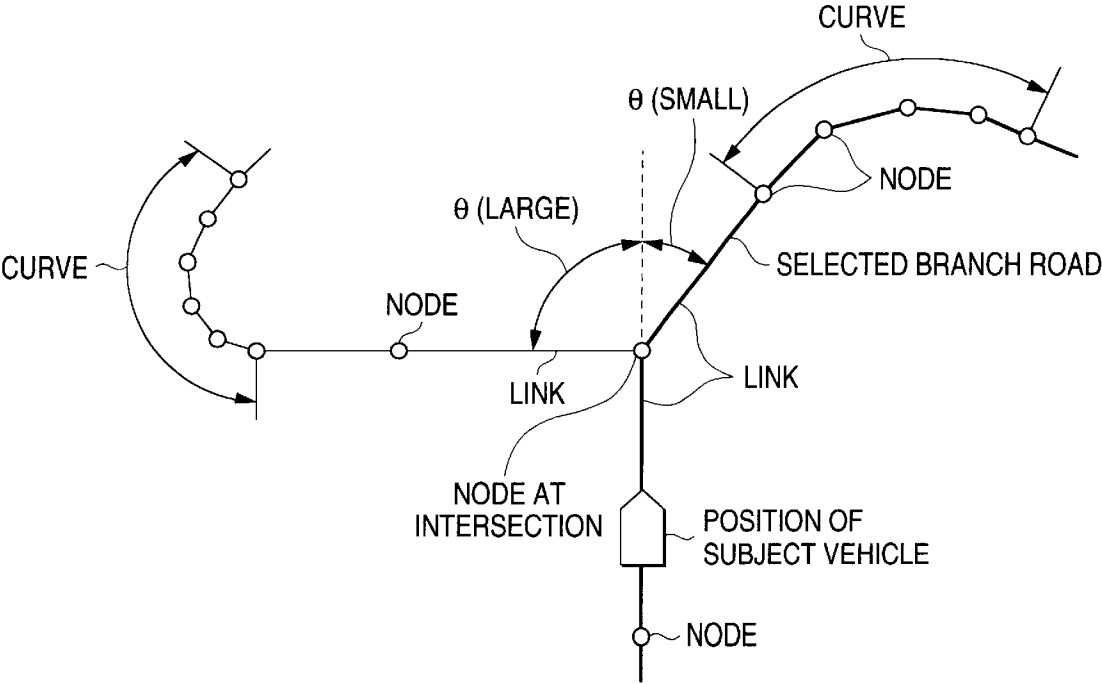 CURVE
θ (SMALL)
NODE
θ (LARGE)
CURVE
SELECTED BRANCH ROAD
NODE
LINK
LINK
NODE AT
INTERSECTION
POSITION OF
SUBJECT VEHICLE
NODE